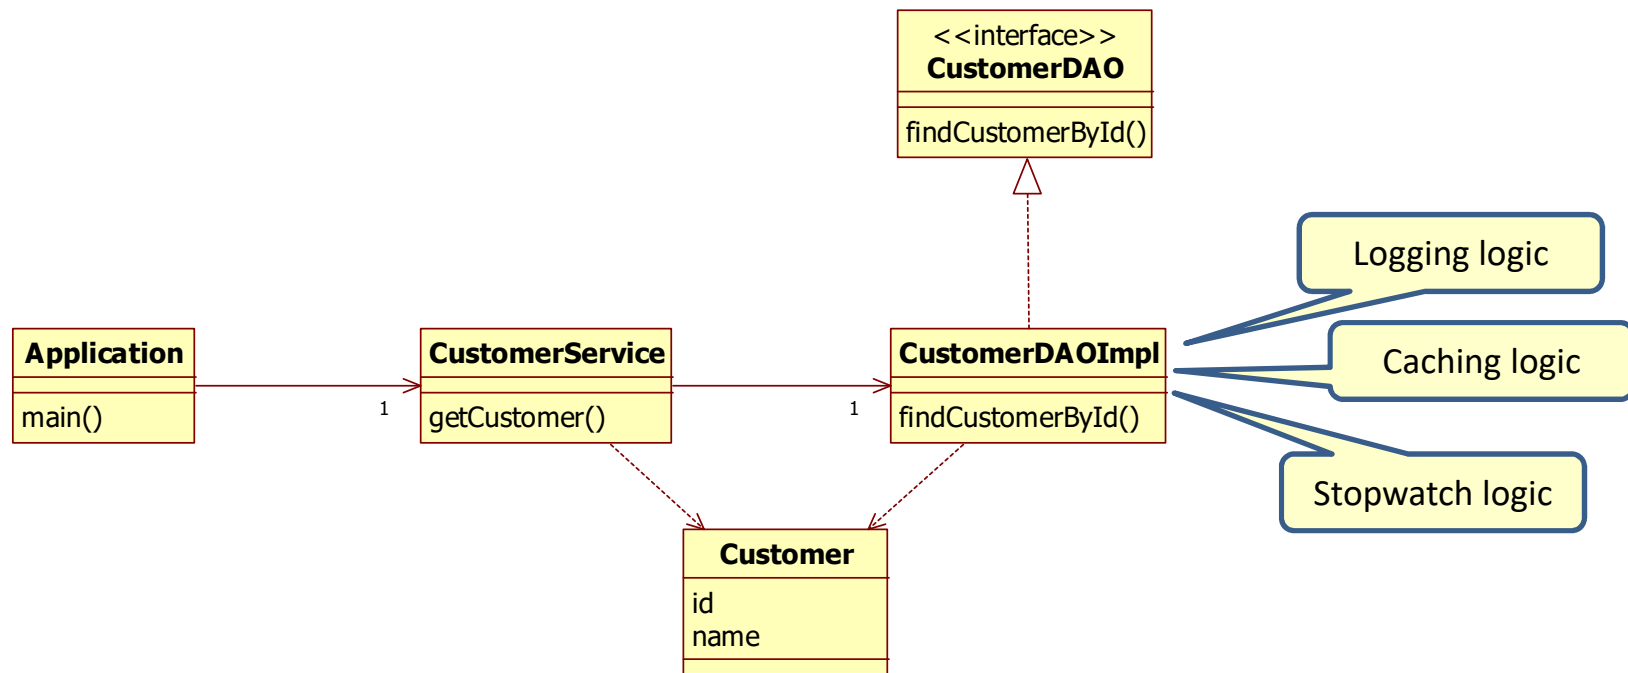 <<interface>>
CustomerDAO
findCustomerById()
Logging logic
Application
main()
1
CustomerService
getCustomer()
1
CustomerDAOImpl
findCustomerById()
Caching logic
Stopwatch logic
Customer
id
name